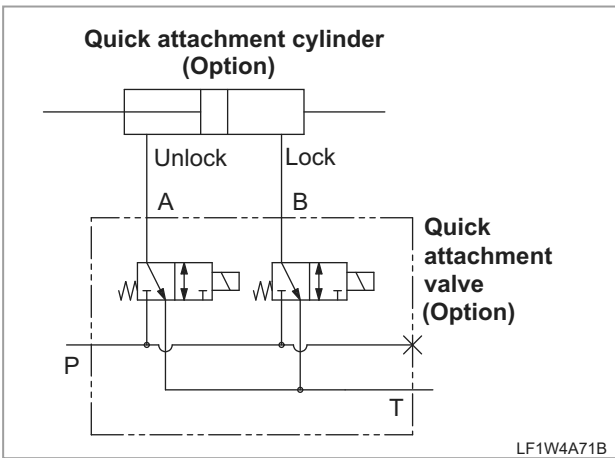 Quick attachment cylinder
(Option)
Unlock
Lock
A
B
Quick
attachment
valve
(Option)
P
T
LF1W4A71B